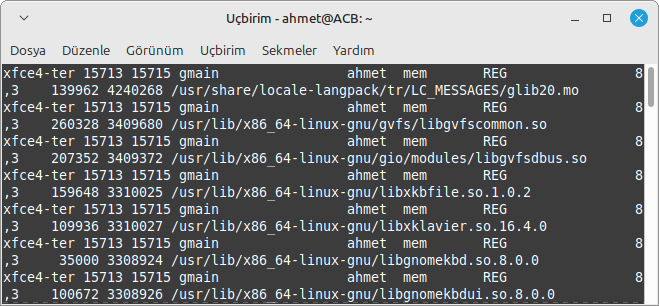 Uçbirim - ahmet@ACB: ~
Dosya Düzenle Görünüm Uçbirim Sekmeler Yardım
xfce4-ter 15713 15715 gmain ahmet mem REG 8
,3 139962 4240268 /usr/share/locale-langpack/tr/LC_MESSAGES/glib20.mo
xfce4-ter 15713 15715 gmain ahmet mem REG 8
,3 260328 3409680 /usr/lib/x86_64-linux-gnu/gvfs/libgvfscommon.so
xfce4-ter 15713 15715 gmain ahmet mem REG 8
,3 207352 3409372 /usr/lib/x86_64-linux-gnu/gio/modules/libgvfsdbus.so
xfce4-ter 15713 15715 gmain ahmet mem REG 8
,3 159648 3310025 /usr/lib/x86_64-linux-gnu/libxkbfile.so.1.0.2
xfce4-ter 15713 15715 gmain ahmet mem REG 8
,3 109936 3310027 /usr/lib/x86_64-linux-gnu/libxklavier.so.16.4.0
xfce4-ter 15713 15715 gmain ahmet mem REG 8
,3 35000 3308924 /usr/lib/x86_64-linux-gnu/libgnomekbd.so.8.0.0
xfce4-ter 15713 15715 gmain ahmet mem REG 8
,3 100672 3308926 /usr/lib/x86_64-linux-gnu/libgnomekbdui.so.8.0.0